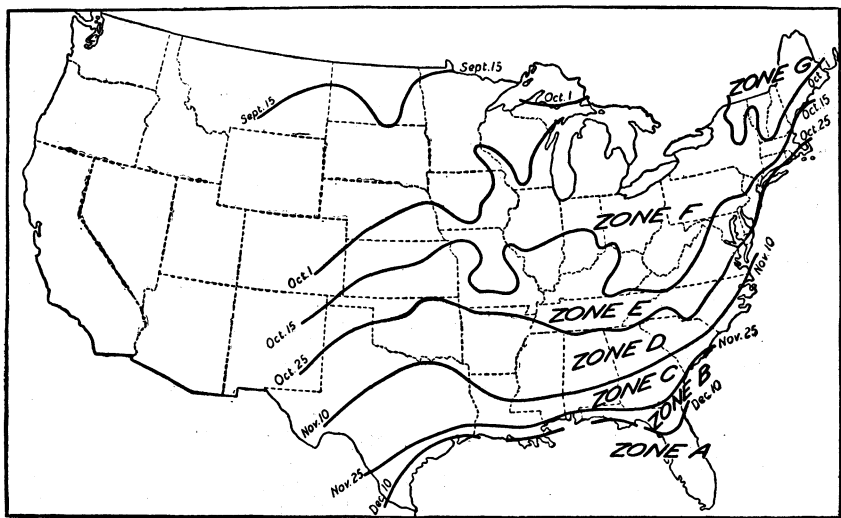 Sept. 15
Oct. 1
ZONE G
Oct
Oct. 15
Oct. 25
Sept. 15
ZONE F
Oct. 1
Nov. 10
Oct. 15
ZONE E
Oct. 25
ZONE D
Nov. 25
ZONE C
ZONE B
Dec. 10
Nov. 10
ZONE A
Nov. 25
Dec. 10